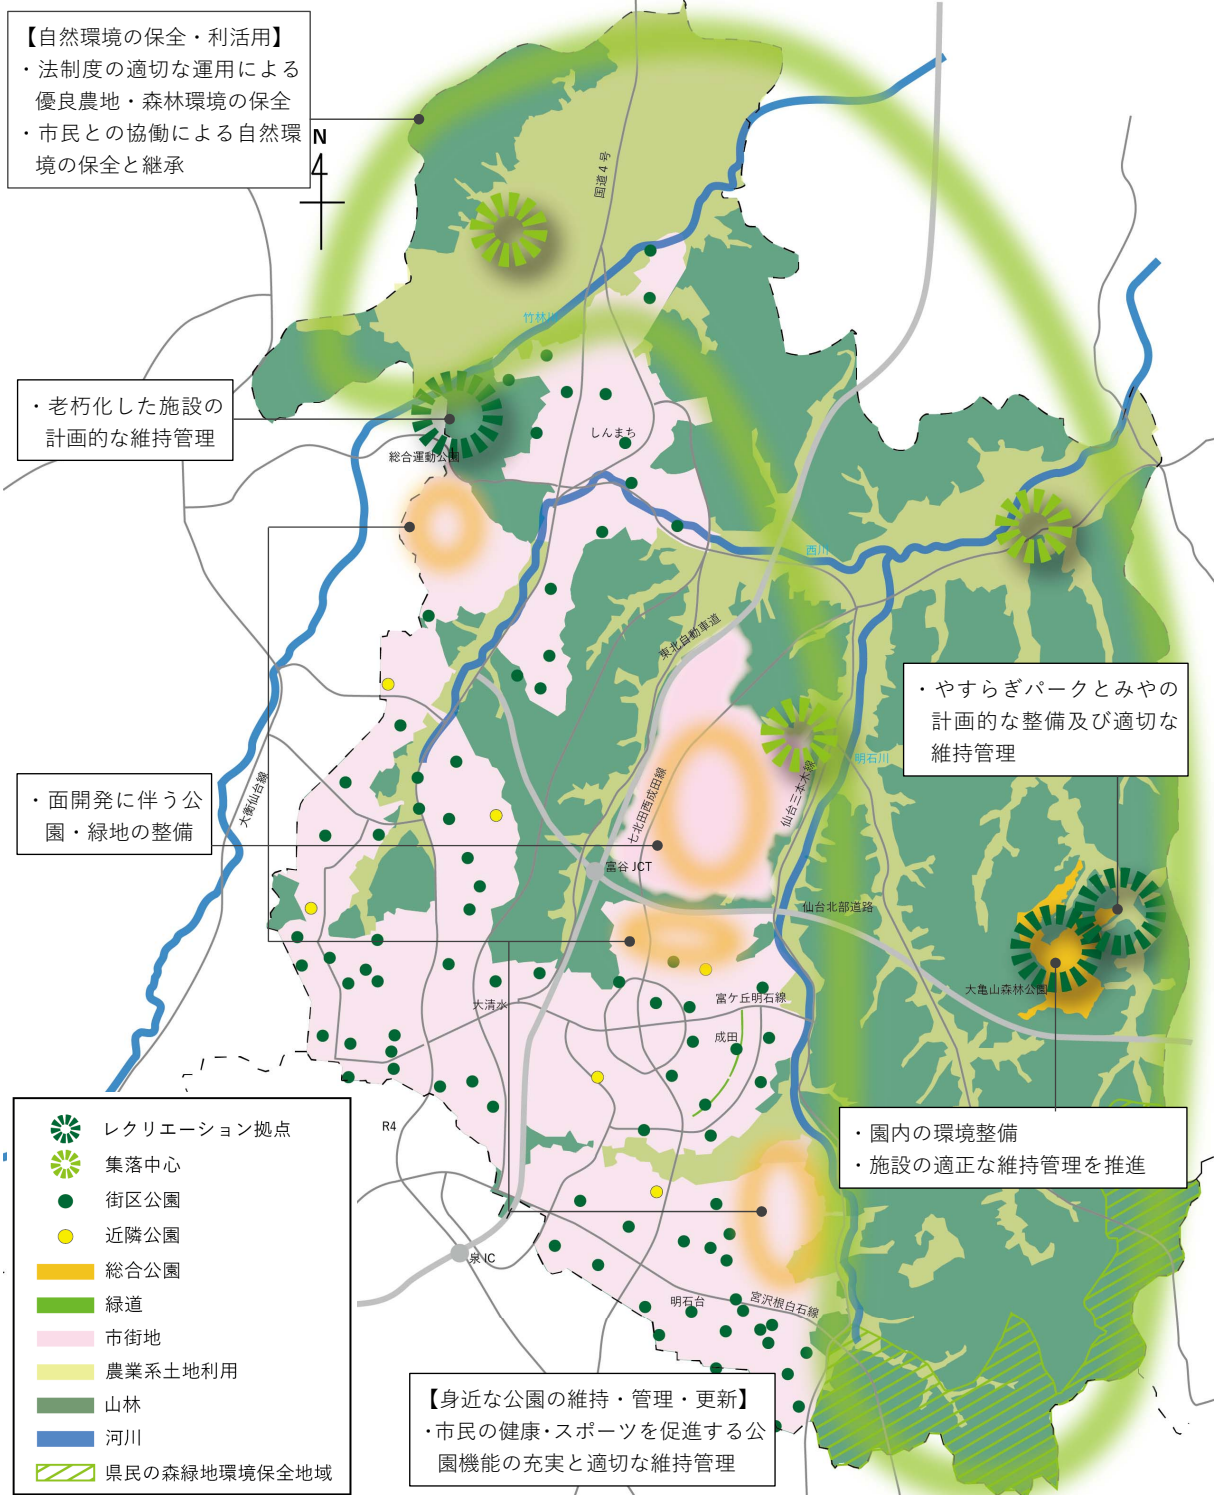 【自然環境の保全・利活用】
・法制度の適切な運用による
優良農地・森林環境の保全
・市民との協働による自然環
境の保全と継承
N
国道4号
竹林川
・老朽化した施設の
計画的な維持管理
しんまち
総合運動公園
西川
東北自動車道
・やすらぎパークとみやの
計画的な整備及び適切な
維持管理
明石川
大衡仙台線
七北田西成田線
仙台三本木線
・面開発に伴う公
園・緑地の整備
富谷JCT
仙台北部道路
大亀山森林公園
大清水
富ケ丘明石線
成田
R4
・園内の環境整備
・施設の適正な維持管理を推進
泉IC
明石台
宮沢根白石線
レクリエーション拠点
集落中心
街区公園
近隣公園
総合公園
緑道
市街地
農業系土地利用
山林
河川
県民の森緑地環境保全地域
【身近な公園の維持・管理・更新】
・市民の健康・スポーツを促進する公
園機能の充実と適切な維持管理